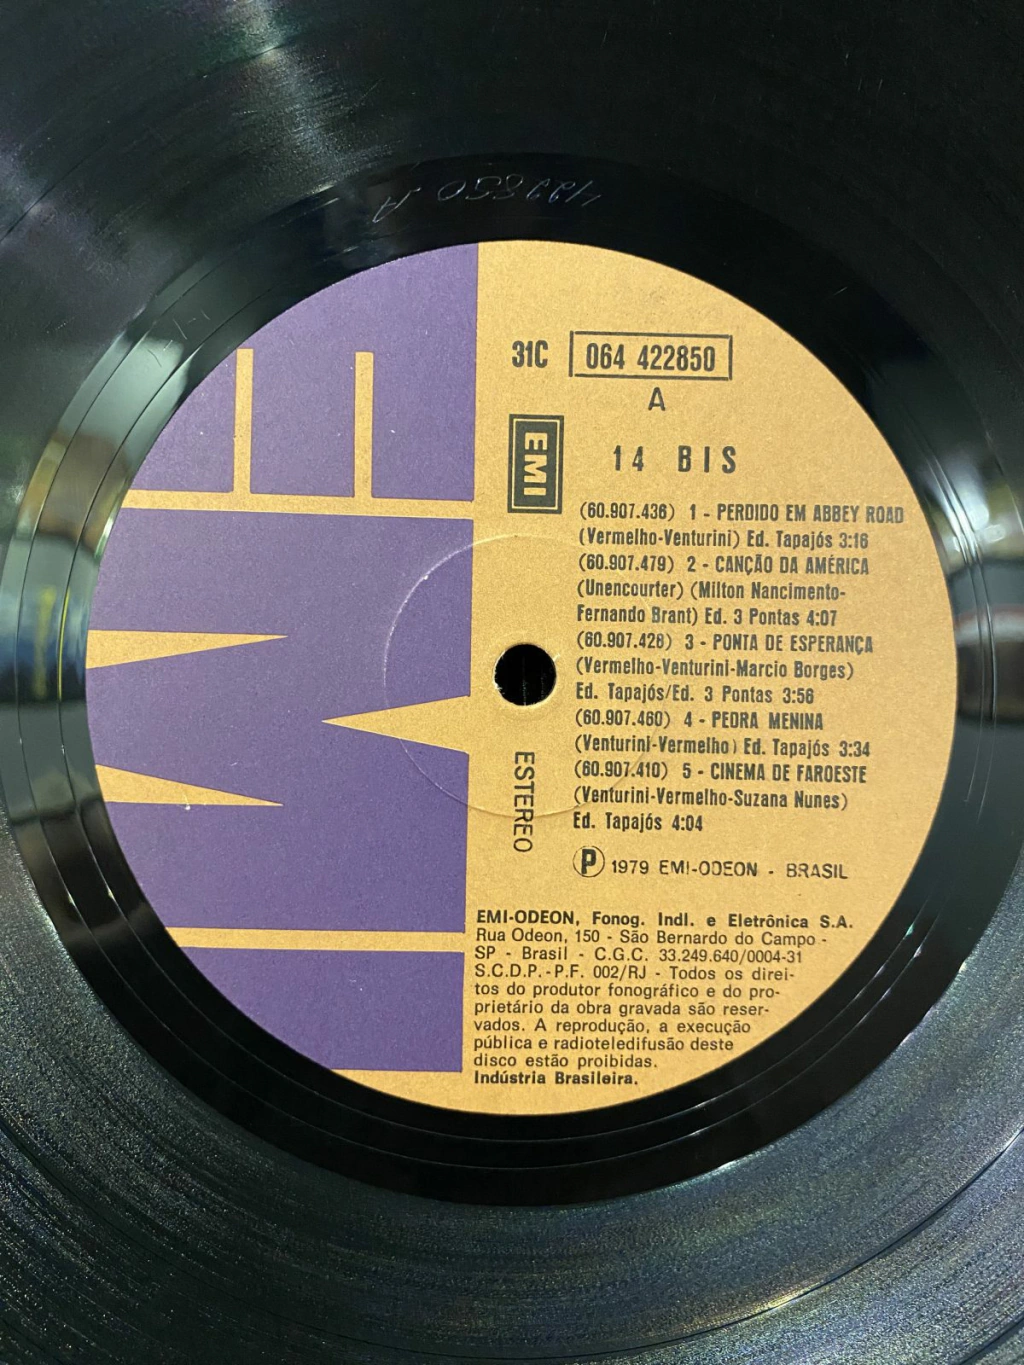 422850 A
31C 064 422850
A
EMI
14 BIS
(60.907.436) 1 - PERDIDO EM ABBEY ROAD
(Vermelho-Venturini) Ed. Tapajós 3:16
(60.907.479) 2 - CANÇÃO DA AMÉRICA
(Unencourter) (Milton Nancimento-
Fernando Brant) Ed. 3 Pontas 4:07
(60.907.428) 3 - PONTA DE ESPERANÇA
(Vermelho-Venturini-Marcio Borges)
Ed. Tapajós/Ed. 3 Pontas 3:56
(60.907.460) 4 - PEDRA MENINA
(Venturini-Vermelho) Ed. Tapajós 3:34
(60.907.410) 5 - CINEMA DE FAROESTE
(Venturini-Vermelho-Suzana Nunes)
Ed. Tapajós 4:04
ESTEREO
Ⓟ 1979 EMI-ODEON - BRASIL
EMI-ODEON, Fonog. Indl. e Eletrônica S.A.
Rua Odeon, 150 - São Bernardo do Campo -
SP - Brasil - C.G.C. 33.249.640/0004-31
S.C.D.P. - P.F. 002/RJ - Todos os direi-
tos do produtor fonográfico e do pro-
prietário da obra gravada são reser-
vados. A reprodução, a execução
pública e radioteledifusão deste
disco estão proibidas.
Indústria Brasileira.